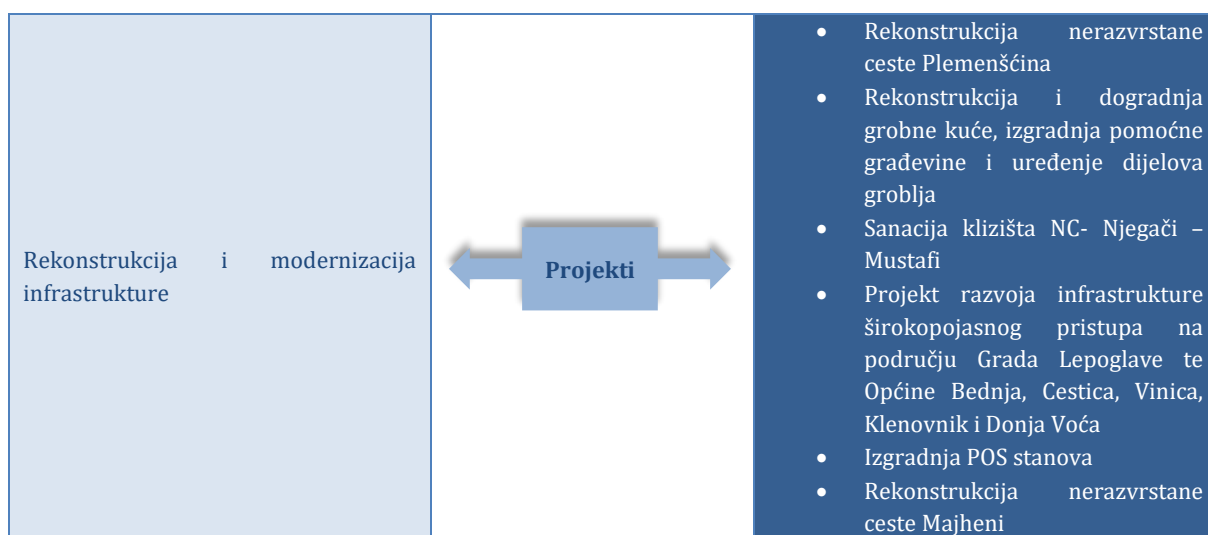 Rekonstrukcija i modernizacija
infrastrukture
Projekti
• Rekonstrukcija nerazvrstane
ceste Plemenšćina
• Rekonstrukcija i dogradnja
grobne kuće, izgradnja pomoćne
građevine i uređenje dijelova
groblja
• Sanacija klizišta NC- Njegači –
Mustafi
• Projekt razvoja infrastrukture
širokopojasnog pristupa na
području Grada Lepoglave te
Općine Bednja, Cestica, Vinica,
Klenovnik i Donja Voća
• Izgradnja POS stanova
• Rekonstrukcija nerazvrstane
ceste Majheni